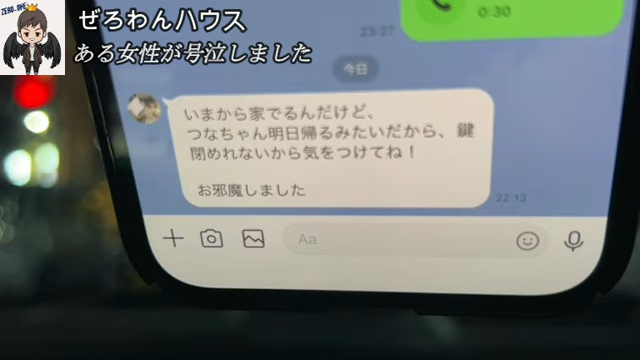 ZERO_ONE
ぜろわんハウス
ある女性が号泣しました
0:30
23:27
今日
いまから家でるんだけど、
つなちゃん明日帰るみたいだから、鍵
閉めれないから気をつけてね！
お邪魔しました
22:13
Aa